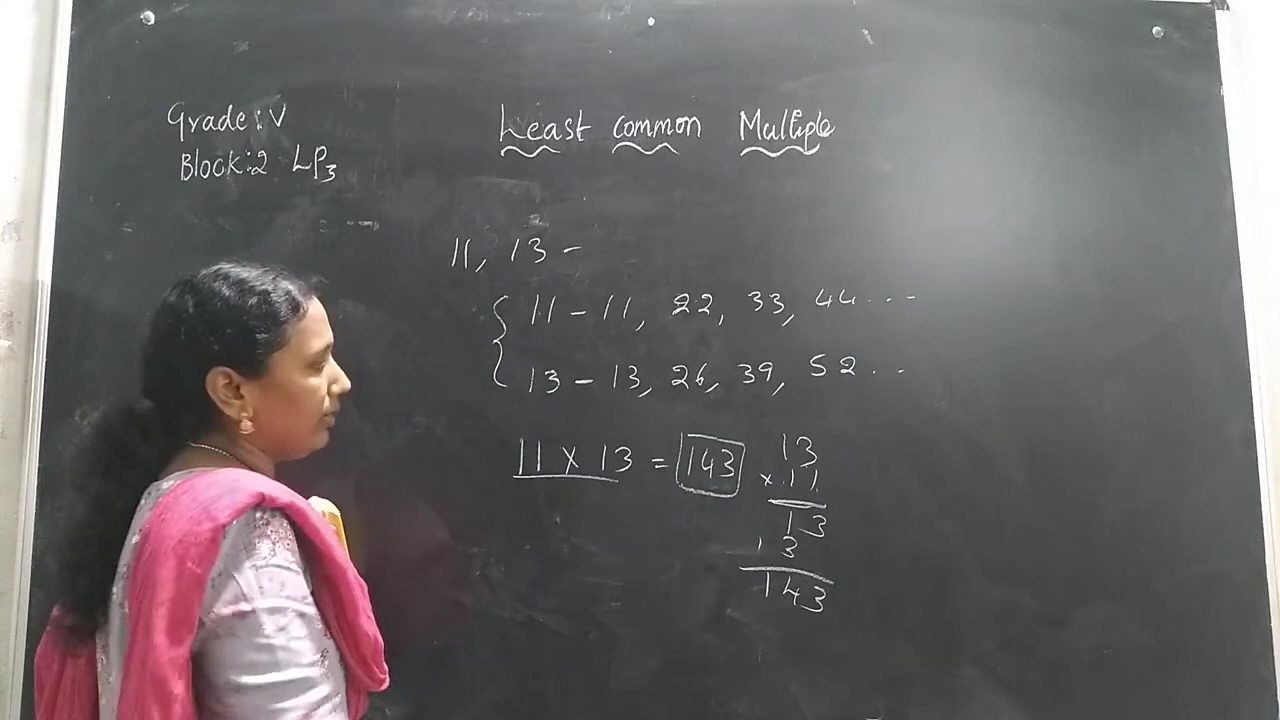 Grade: V
Block:2 LP3
Least common Multiple
11, 13 -
11 - 11, 22, 33, 44...
13 - 13, 26, 39, 52...
11 x 13 = 143
13
x 11
13
13
143